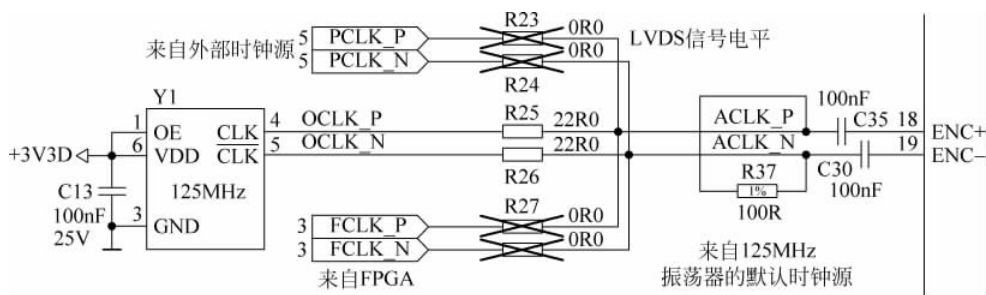 R23
0R0
5 PCLK_P
来自外部时钟源
LVDS信号电平
5 PCLK_N
0R0
R24
Y1
R25
100nF
1 OE CLK 4 OCLK_P 22R0 ACLK_P C35 18 ENC+
+3V3D 6 VDD CLK 5 OCLK_N 22R0 ACLK_N 19 ENC−
R26
R37
C30
C13
125MHz
1%
100nF
100nF
100R
25V
3 GND
R27
0R0
3 FCLK_P
3 FCLK_N
0R0
来自FPGA
来自125MHz
振荡器的默认时钟源